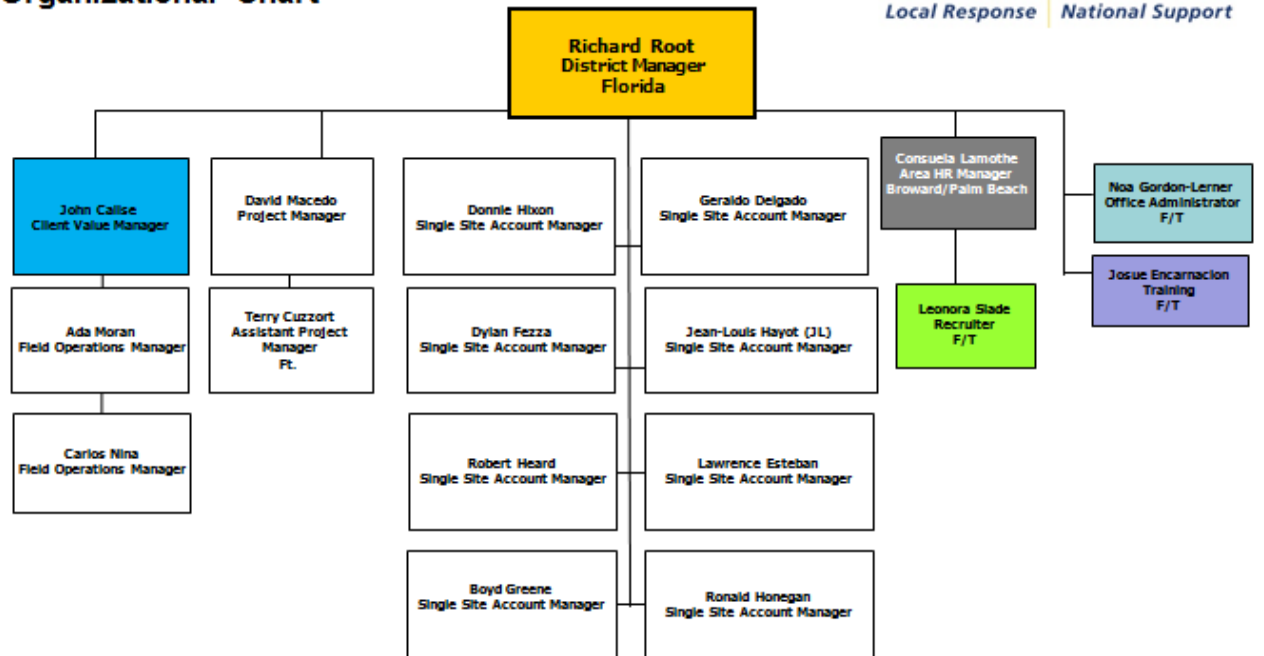 Organizational Chart
Local Response | National Support
Richard Root
District Manager
Florida
John Calise
Client Value Manager
David Macedo
Project Manager
Donnie Hixon
Single Site Account Manager
Geraldo Delgado
Single Site Account Manager
Consuela Lamothe
Area HR Manager
Broward/Palm Beach
Noa Gordon-Lerner
Office Administrator
F/T
Josue Encarnacion
Training
F/T
Ada Moran
Field Operations Manager
Terry Cuzzort
Assistant Project
Manager
Ft.
Dylan Fezza
Single Site Account Manager
Jean-Louis Hayot (JL)
Single Site Account Manager
Leonora Slade
Recruiter
F/T
Carlos Nina
Field Operations Manager
Robert Heard
Single Site Account Manager
Lawrence Esteban
Single Site Account Manager
Boyd Greene
Single Site Account Manager
Ronald Honegan
Single Site Account Manager